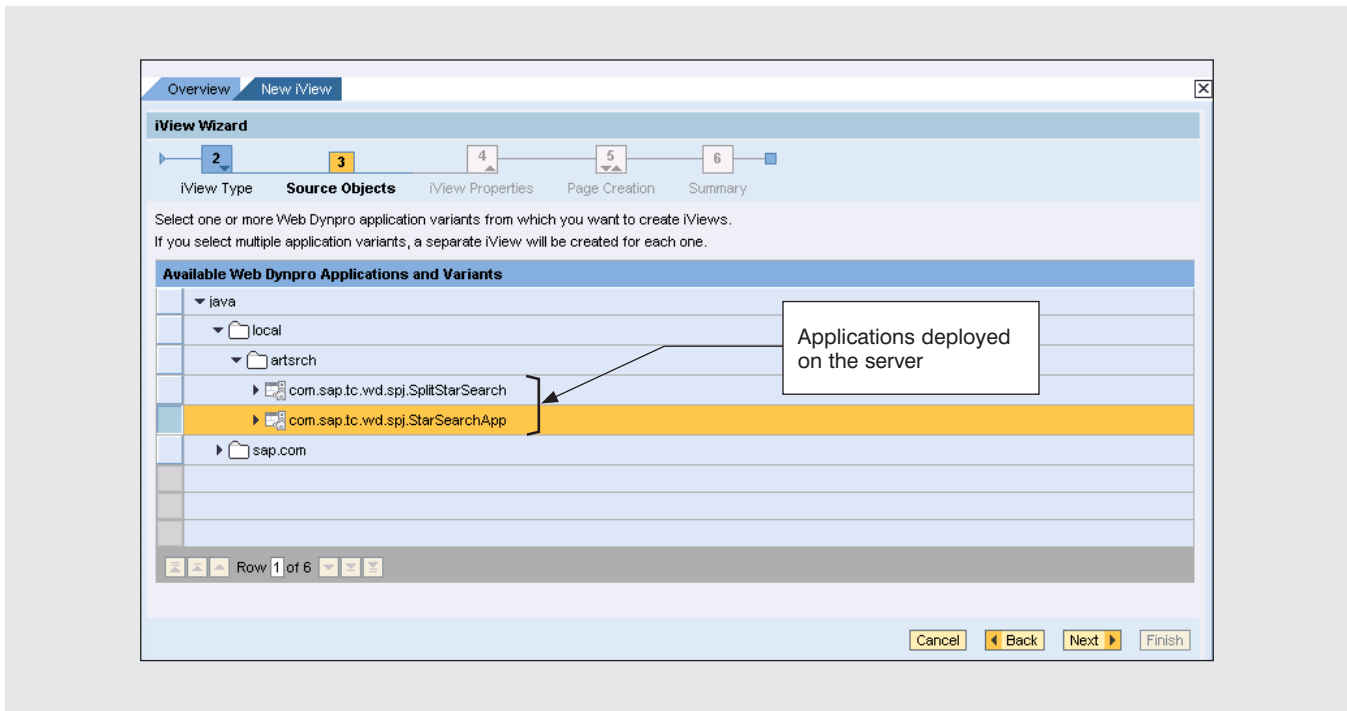 Overview New iView
iView Wizard
2 3 4 5 6
iView Type Source Objects iView Properties Page Creation Summary
Select one or more Web Dynpro application variants from which you want to create iViews.
If you select multiple application variants, a separate iView will be created for each one.
Available Web Dynpro Applications and Variants
java
local
artsrch
com.sap.tc.wd.spj.SplitStarSearch
com.sap.tc.wd.spj.StarSearchApp
sap.com
Applications deployed
on the server
Row 1 of 6
Cancel Back Next Finish